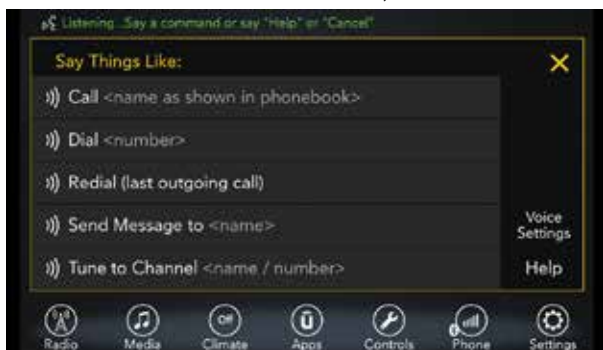 Listening...Say a command or say "Help" or "Cancel"
Say Things Like:
X
Call <name as shown in phonebook>
Dial <number>
Redial (last outgoing call)
Send Message to <name>
Voice
Settings
Tune to Channel <name / number>
Help
Off
ū
Radio
Media
Climate
Apps
Controls
Phone
Settings